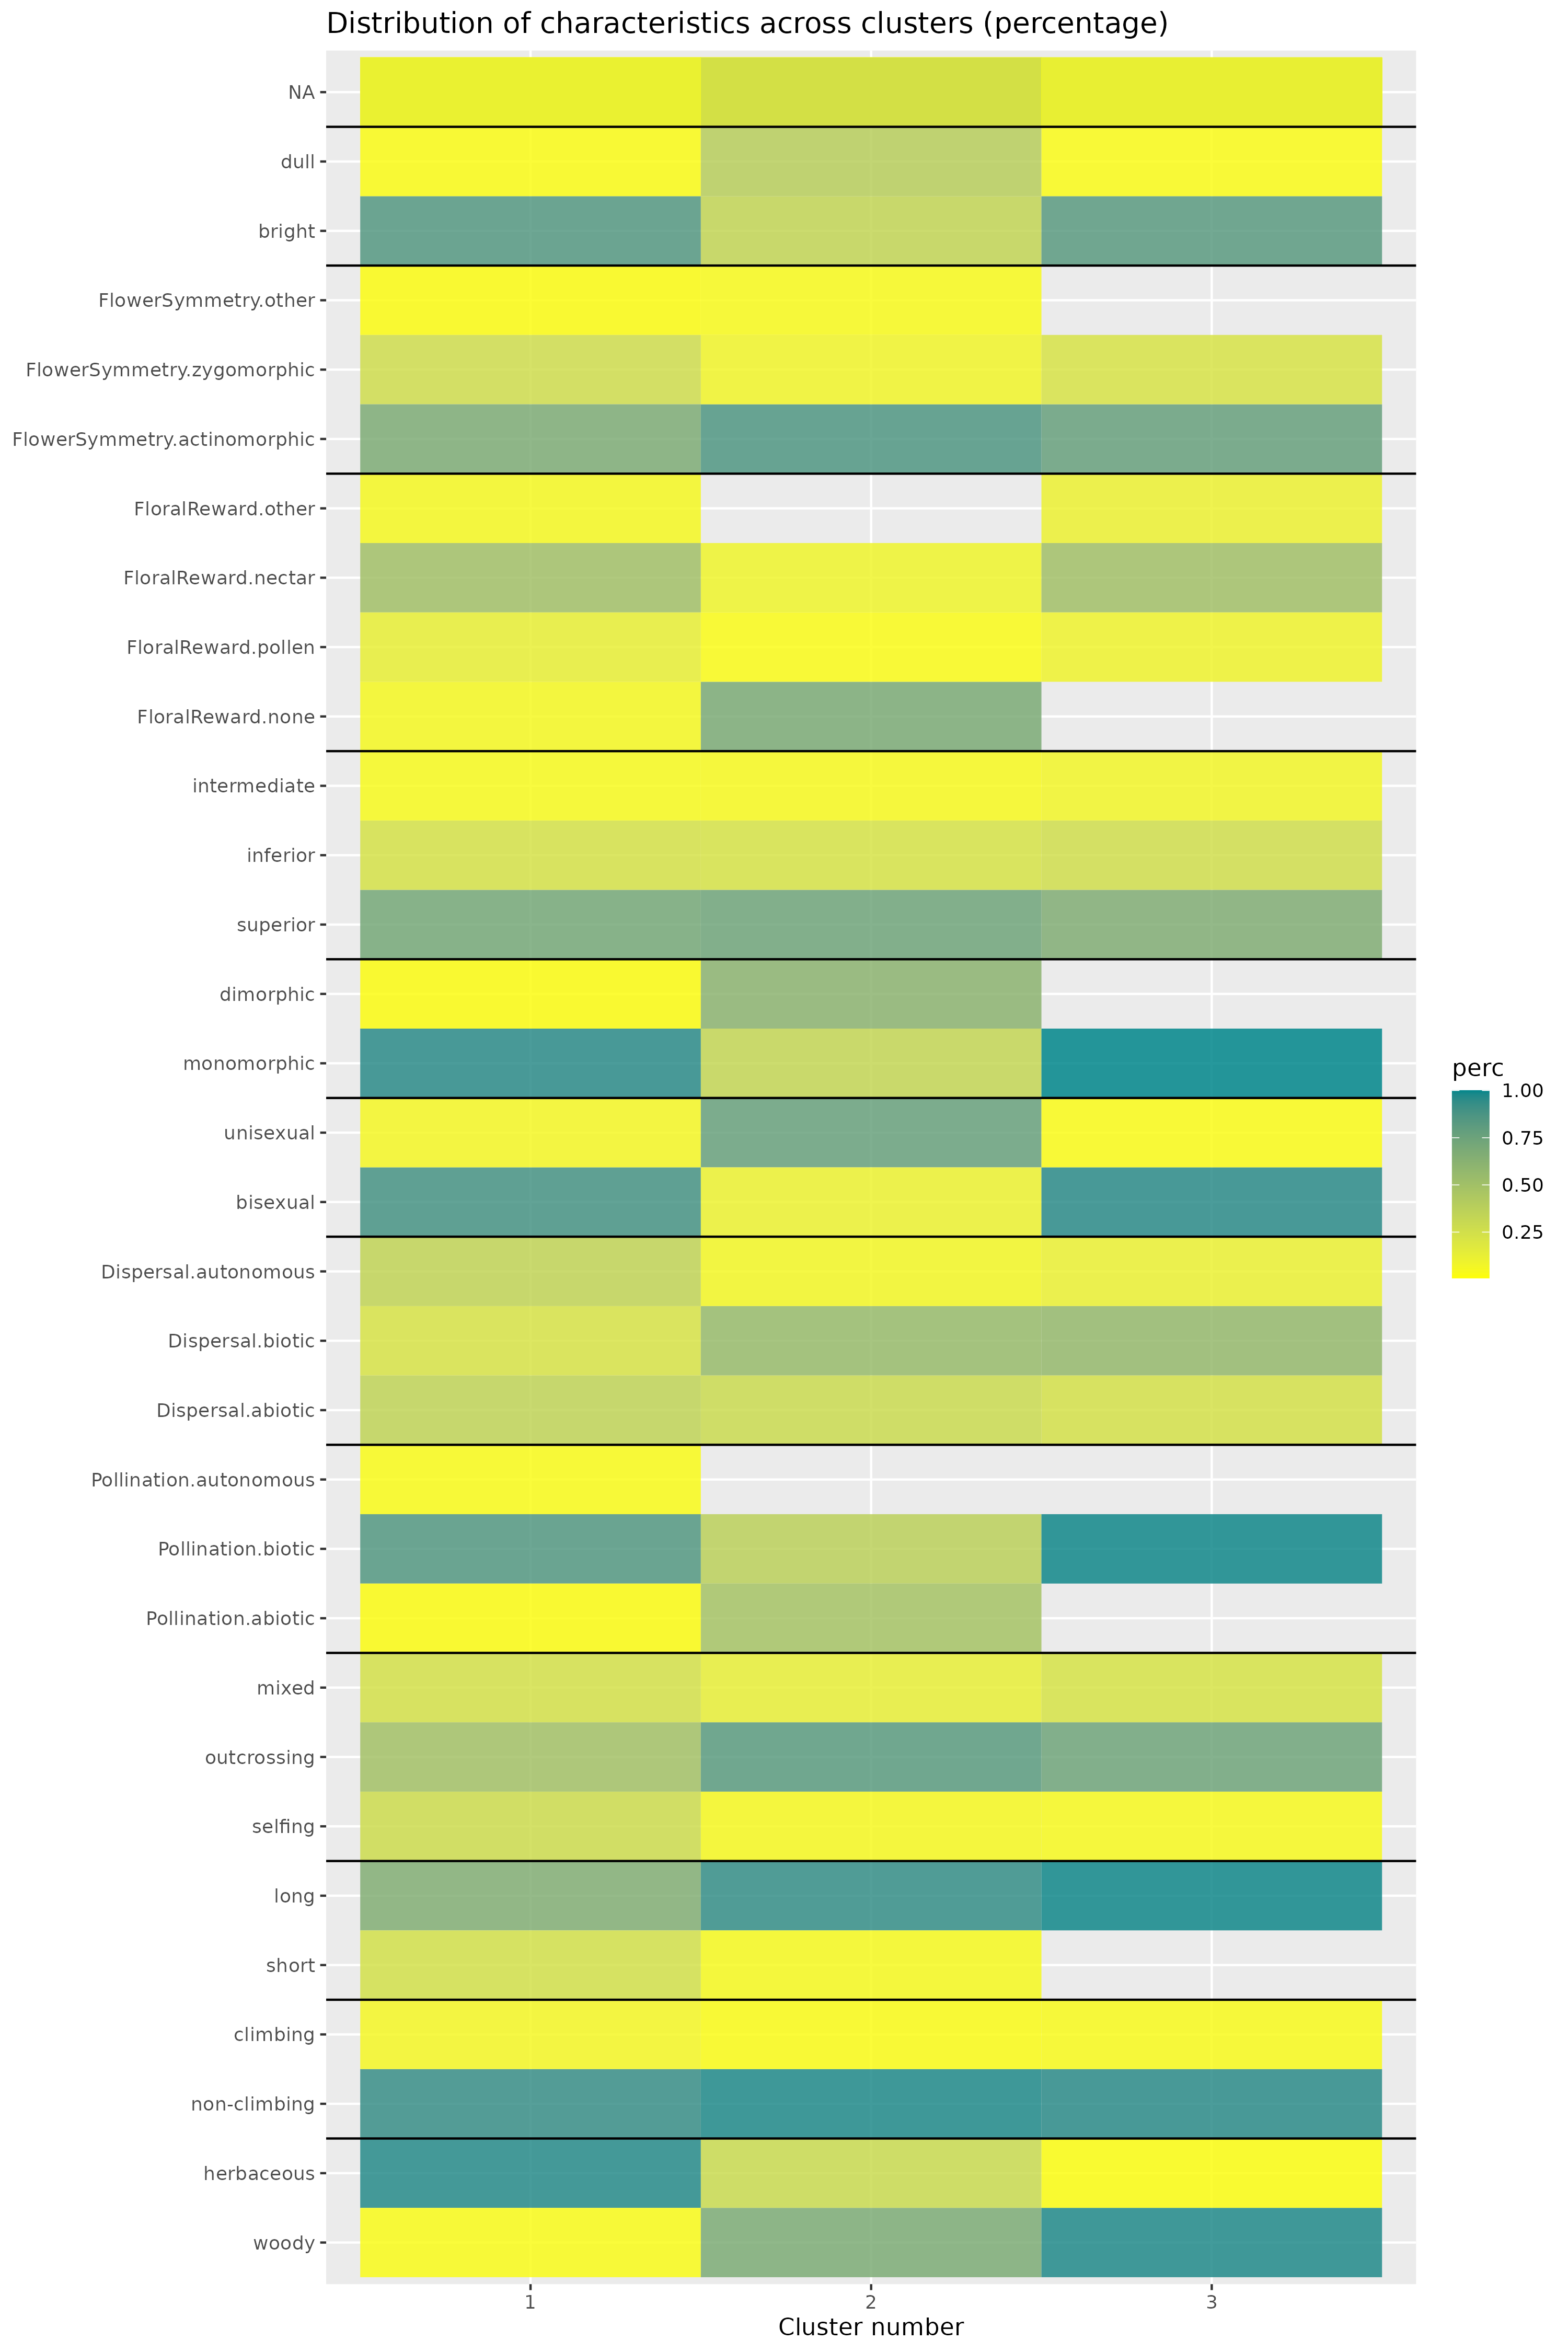 Distribution of characteristics across clusters (percentage)
NA
dull
bright
FlowerSymmetry.other
FlowerSymmetry.zygomorphic
FlowerSymmetry.actinomorphic
FloralReward.other
FloralReward.nectar
FloralReward.pollen
FloralReward.none
intermediate
inferior
superior
dimorphic
monomorphic
unisexual
bisexual
Dispersal.autonomous
Dispersal.biotic
Dispersal.abiotic
Pollination.autonomous
Pollination.biotic
Pollination.abiotic
mixed
outcrossing
selfing
long
short
climbing
non-climbing
herbaceous
woody
1
2
3
Cluster number
perc
1.00
0.75
0.50
0.25